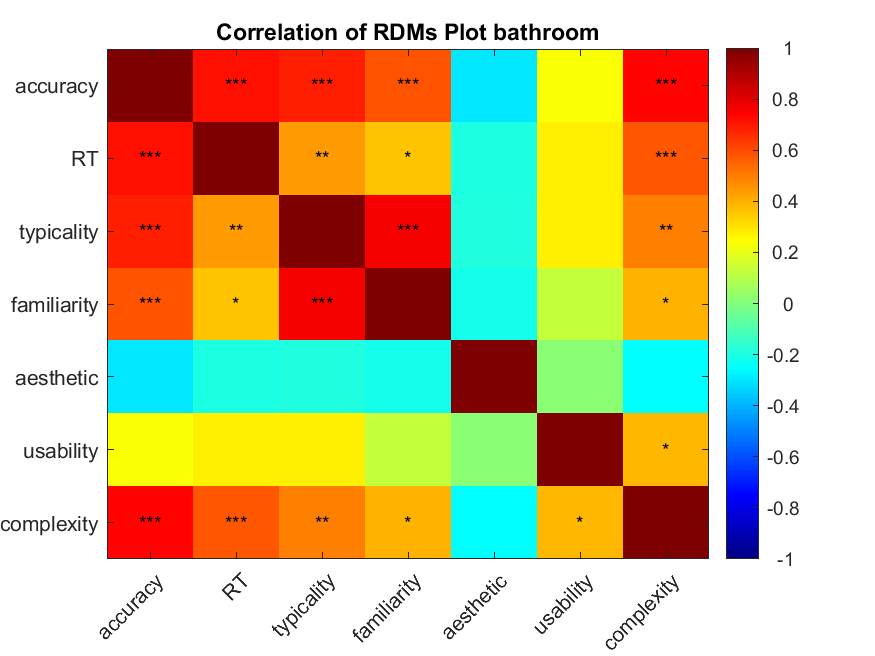 Correlation of RDMs Plot bathroom
accuracy *** *** *** ***
RT *** ** * ***
typicality *** ** *** **
familiarity *** * *** *
aesthetic
usability *
complexity *** *** ** * *
accuracy RT typicality familiarity aesthetic usability complexity
1
0.8
0.6
0.4
0.2
0
-0.2
-0.4
-0.6
-0.8
-1